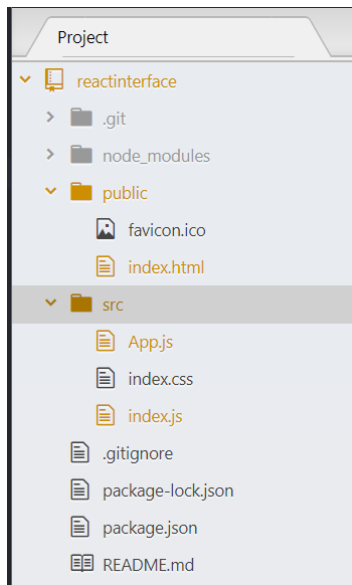 Project
reactinterface
.git
node_modules
public
favicon.ico
index.html
src
App.js
index.css
index.js
.gitignore
package-lock.json
package.json
README.md